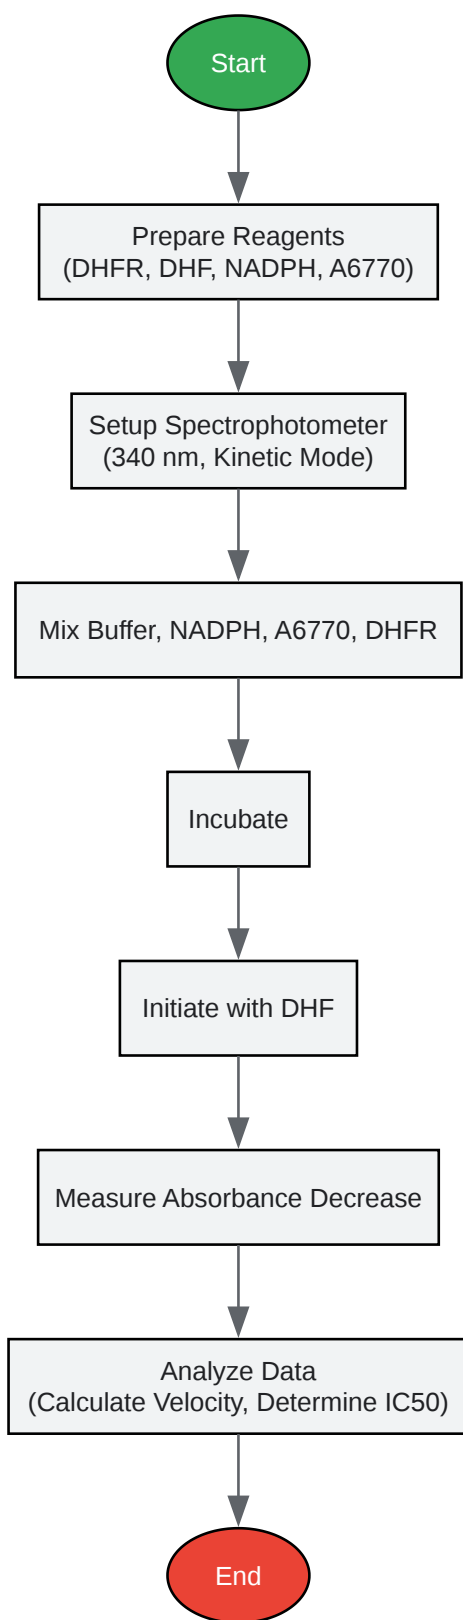 Start
Prepare Reagents
(DHFR, DHF, NADPH, A6770)
Setup Spectrophotometer
(340 nm, Kinetic Mode)
Mix Buffer, NADPH, A6770, DHFR
Incubate
Initiate with DHF
Measure Absorbance Decrease
Analyze Data
(Calculate Velocity, Determine IC50)
End